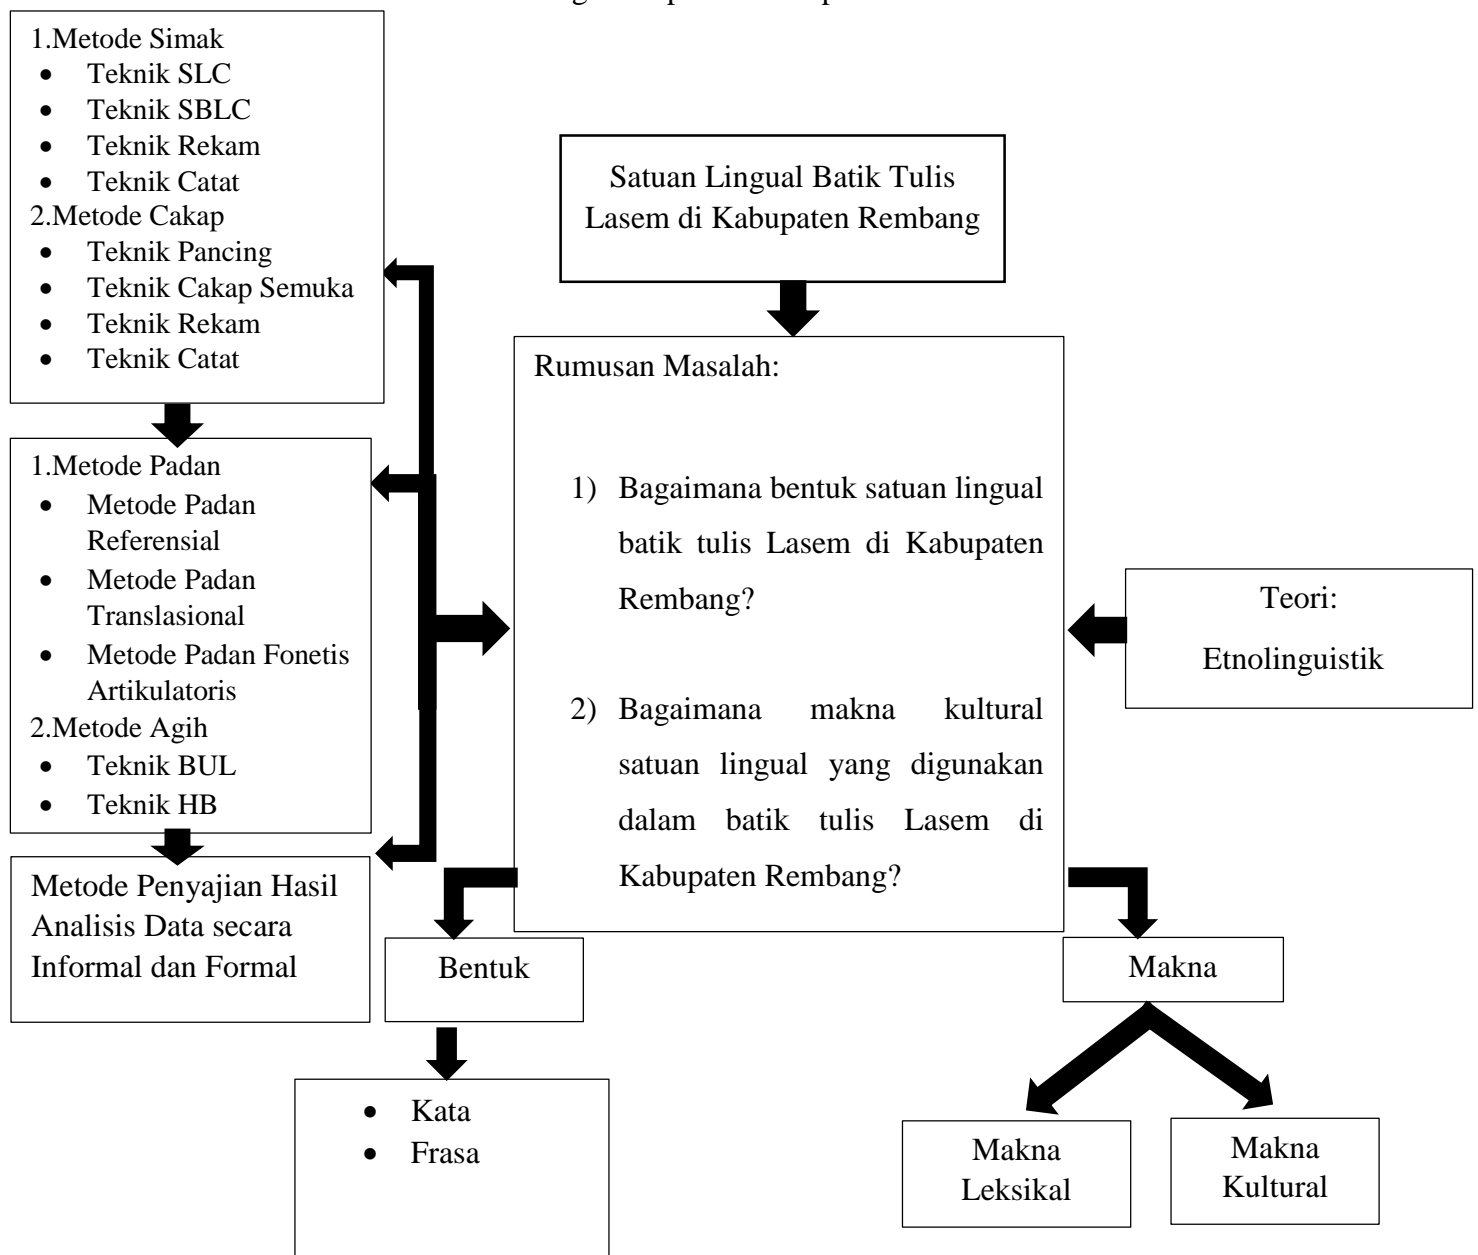 1.Metode Simak
• Teknik SLC
• Teknik SBLC
• Teknik Rekam
• Teknik Catat
2.Metode Cakap
• Teknik Pancing
• Teknik Cakap Semuka
• Teknik Rekam
• Teknik Catat
Satuan Lingual Batik Tulis
Lasem di Kabupaten Rembang
1.Metode Padan
• Metode Padan
Referensial
• Metode Padan
Translasional
• Metode Padan Fonetis
Artikulatoris
2.Metode Agih
• Teknik BUL
• Teknik HB
Rumusan Masalah:
1) Bagaimana bentuk satuan lingual
batik tulis Lasem di Kabupaten
Rembang?
2) Bagaimana makna kultural
satuan lingual yang digunakan
dalam batik tulis Lasem di
Kabupaten Rembang?
Teori:
Etnolinguistik
Metode Penyajian Hasil
Analisis Data secara
Informal dan Formal
Bentuk
Makna
• Kata
• Frasa
Makna
Leksikal
Makna
Kultural